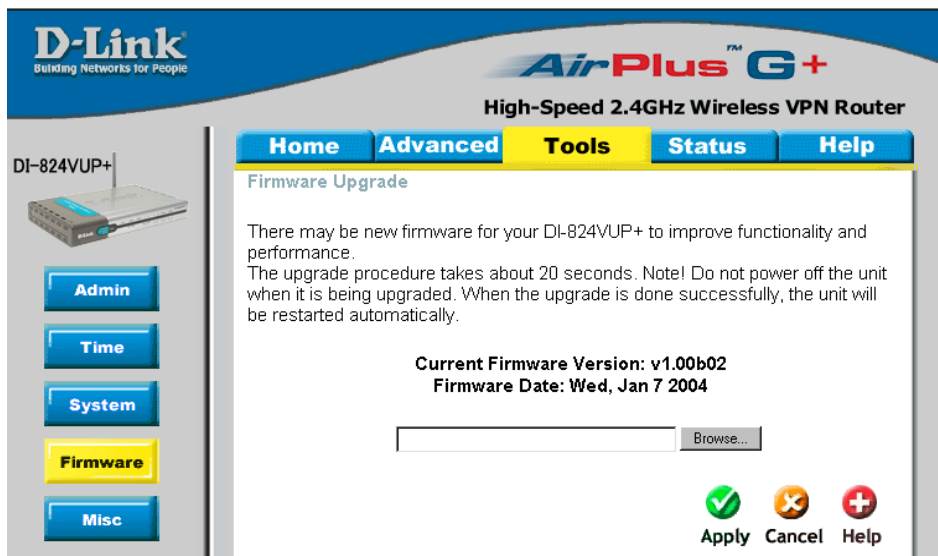 D-Link
Building Networks for People
AirPlus™ G+
High-Speed 2.4GHz Wireless VPN Router
DI-824VUP+
Home
Advanced
Tools
Status
Help
Admin
Time
System
Firmware
Misc
Firmware Upgrade
There may be new firmware for your DI-824VUP+ to improve functionality and
performance.
The upgrade procedure takes about 20 seconds. Note! Do not power off the unit
when it is being upgraded. When the upgrade is done successfully, the unit will
be restarted automatically.
Current Firmware Version: v1.00b02
Firmware Date: Wed, Jan 7 2004
Browse...
Apply
Cancel
Help